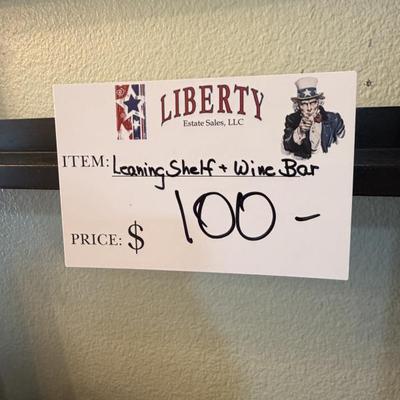 LIBERTY
Estate Sales, LLC
ITEM: Leaning Shelf + Wine Bar
PRICE: $ 100-